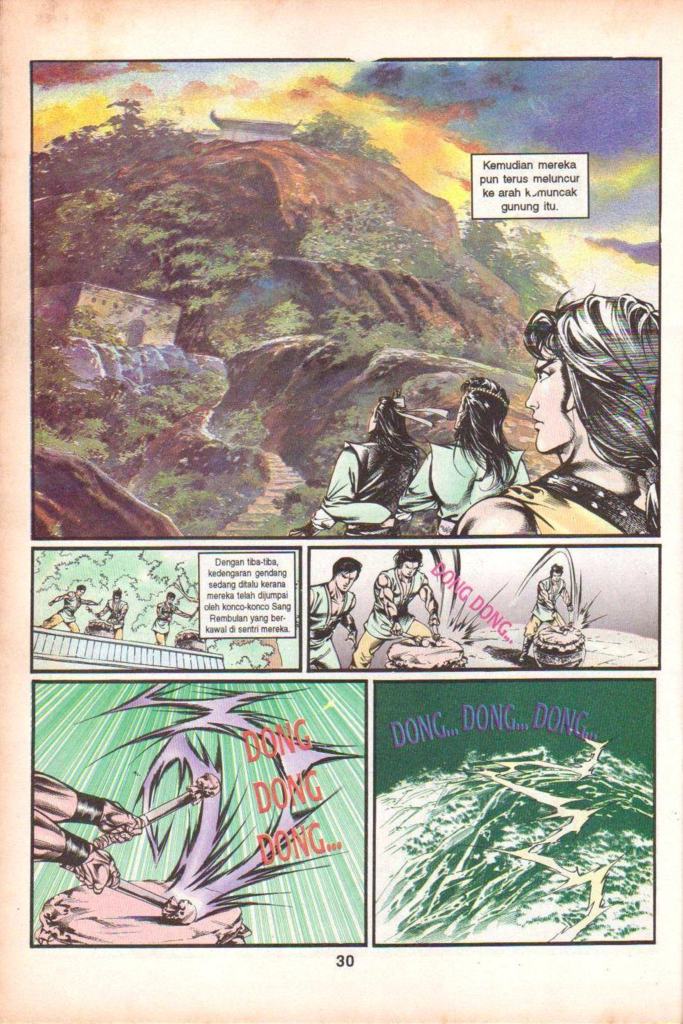 Kemudian mereka
pun terus meluncur
ke arah kemuncak
gunung itu.
Dengan tiba-tiba,
kedengaran gendang
sedang ditalu kerana
mereka telah dijumpai
oleh konco-konco Sang
Rembulan yang ber-
kawal di sentri mereka.
DONG DONG...
DONG
DONG
DONG...
DONG... DONG... DONG...
30